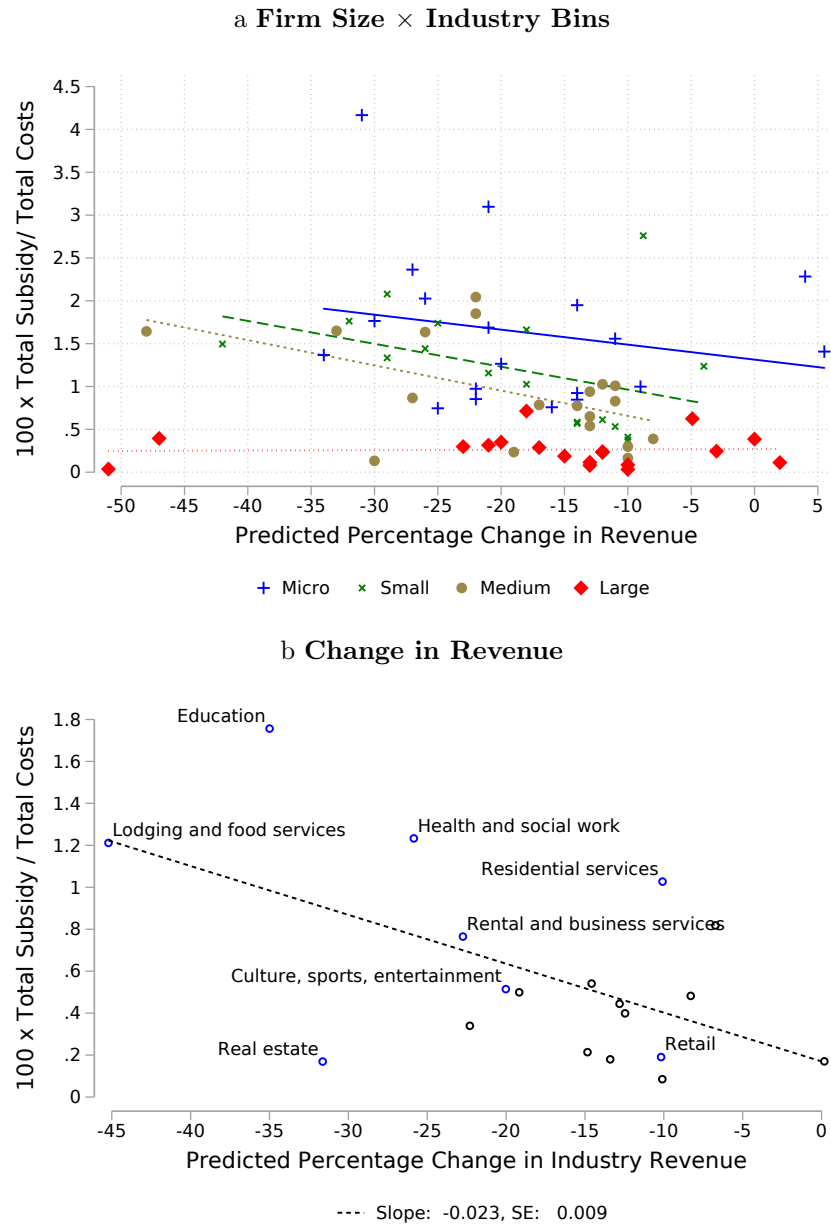 a Firm Size × Industry Bins
100 x Total Subsidy/ Total Costs
4.5
4
3.5
3
2.5
2
1.5
1
.5
0
-50 -45 -40 -35 -30 -25 -20 -15 -10 -5 0 5
Predicted Percentage Change in Revenue
Micro Small Medium Large
b Change in Revenue
100 x Total Subsidy / Total Costs
1.8
1.6
1.4
1.2
1
.8
.6
.4
.2
0
Education
Lodging and food services
Health and social work
Residential services
Rental and business services
Culture, sports, entertainment
Real estate
Retail
-45 -40 -35 -30 -25 -20 -15 -10 -5 0
Predicted Percentage Change in Industry Revenue
Slope: -0.023, SE: 0.009